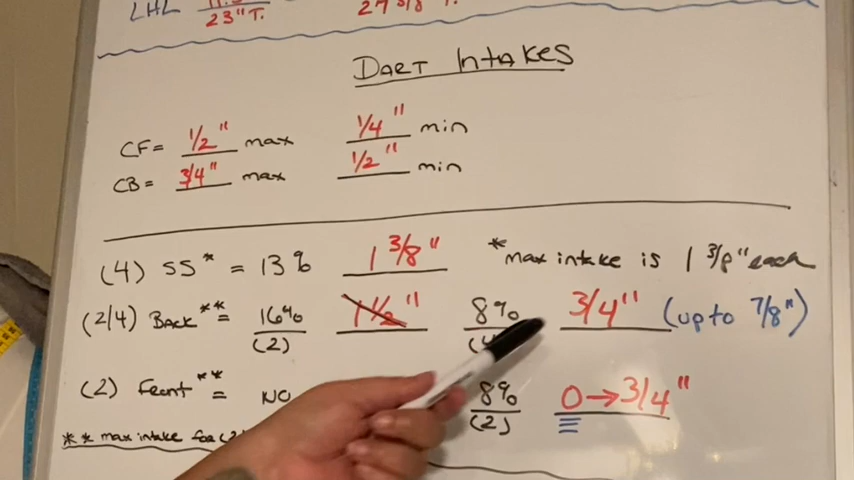 LHL
23" T.
27 3/8
DART INTAKES
CF= 1/2" max 1/4" min
CB= 3/4" max 1/2" min
(4) SS* = 13% 1 3/8" *max intake is 1 3/8" each
(2/4) BACK** = 16% 1 1/2" 8% 3/4" (up to 7/8")
(2)
(2) FRONT** = NO 8% 0→3/4"
(2)
** max intake for (2)